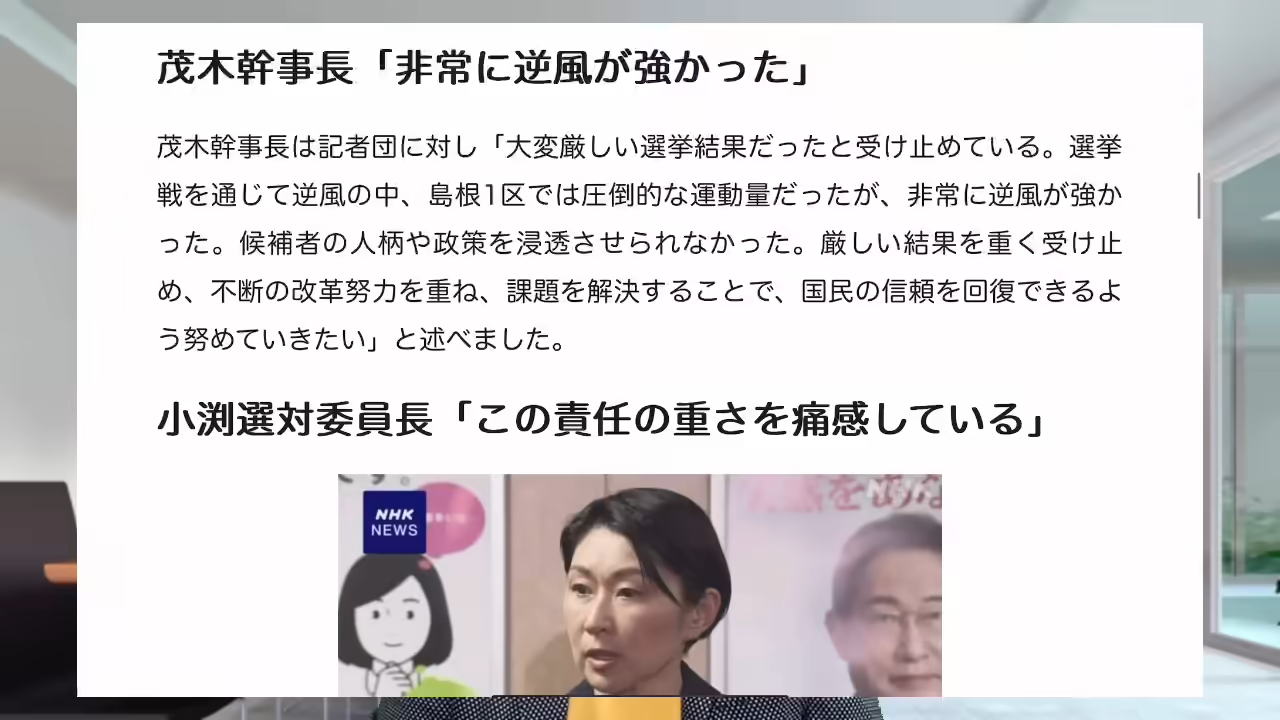 茂木幹事長「非常に逆風が強かった」
茂木幹事長は記者団に対し「大変厳しい選挙結果だったと受け止めている。選挙
戦を通じて逆風の中、島根1区では圧倒的な運動量だったが、非常に逆風が強か
った。候補者の人柄や政策を浸透させられなかった。厳しい結果を重く受け止
め、不断の改革努力を重ね、課題を解決することで、国民の信頼を回復できるよ
う努めていきたい」と述べました。
小渕選対委員長「この責任の重さを痛感している」
NHK
NEWS